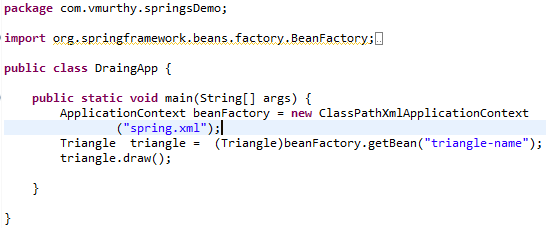 package com.vmurthy.springsDemo;
import org.springframework.beans.factory.BeanFactory;
public class DraingApp {
public static void main(String[] args) {
ApplicationContext beanFactory = new ClassPathXmlApplicationContext
("spring.xml");
Triangle  triangle =  (Triangle)beanFactory.getBean("triangle-name");
triangle.draw();
}
}